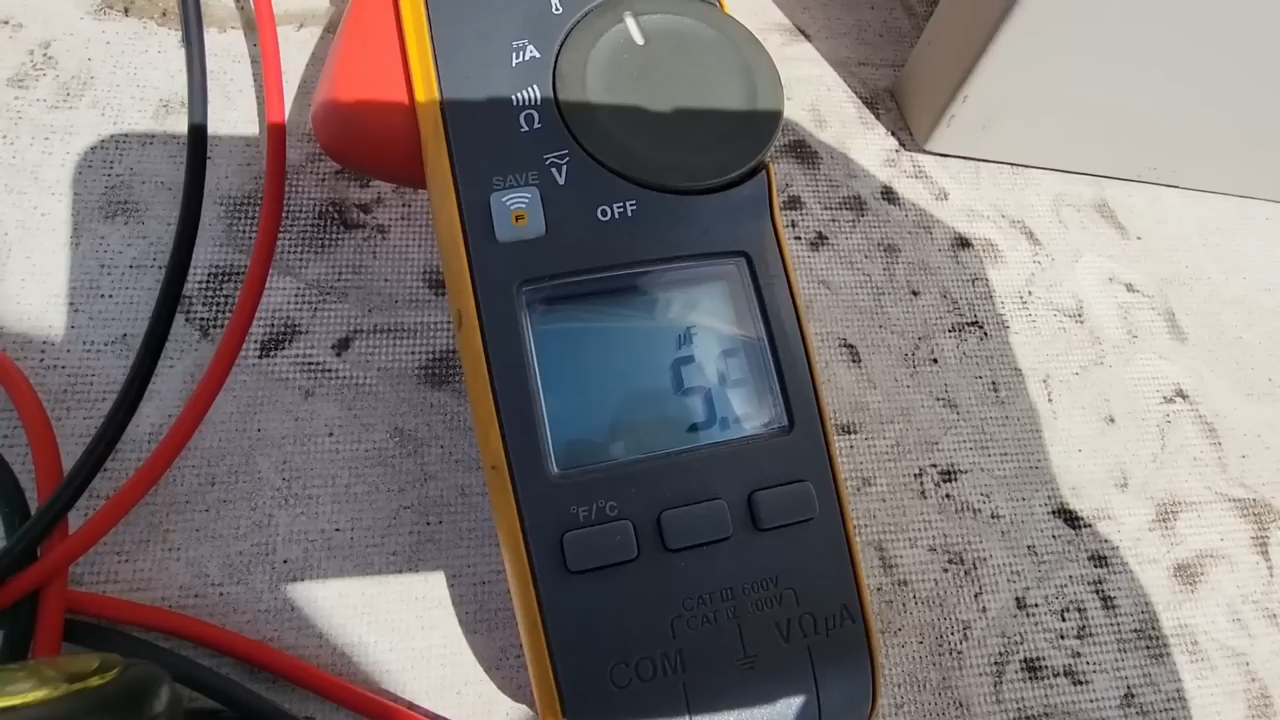 µA
Ω
V
SAVE
F
OFF
µF
5.9
°F/°C
CAT III 600V
CAT IV 300V
COM
VΩµA